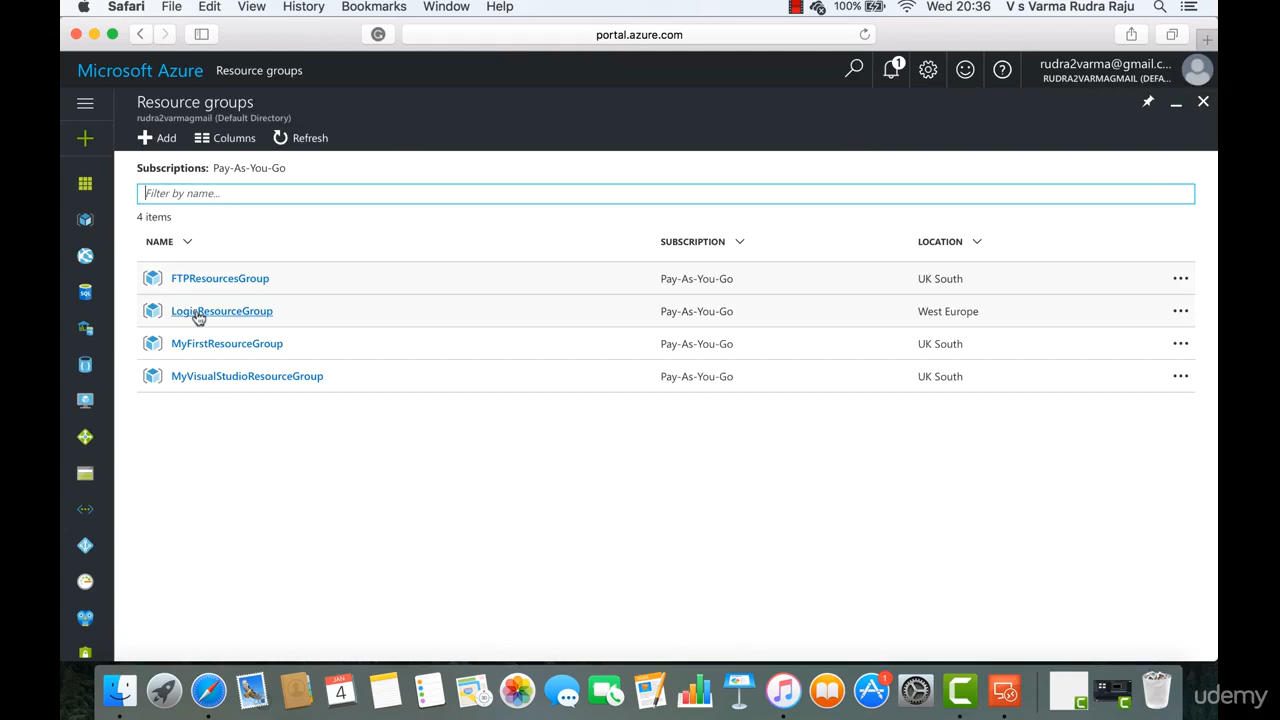 Safari File Edit View History Bookmarks Window Help 100% Wed 20:36 V s Varma Rudra Raju
portal.azure.com
Microsoft Azure Resource groups 1 rudra2varma@gmail.c...
RUDRA2VARMAGMAIL (DEFA...
Resource groups
rudra2varmagmail (Default Directory)
Add Columns Refresh
Subscriptions: Pay-As-You-Go
Filter by name...
4 items
NAME SUBSCRIPTION LOCATION
FTPResourcesGroup Pay-As-You-Go UK South
LogicResourceGroup Pay-As-You-Go West Europe
MyFirstResourceGroup Pay-As-You-Go UK South
MyVisualStudioResourceGroup Pay-As-You-Go UK South
SQL
JAN
4
1
udemy